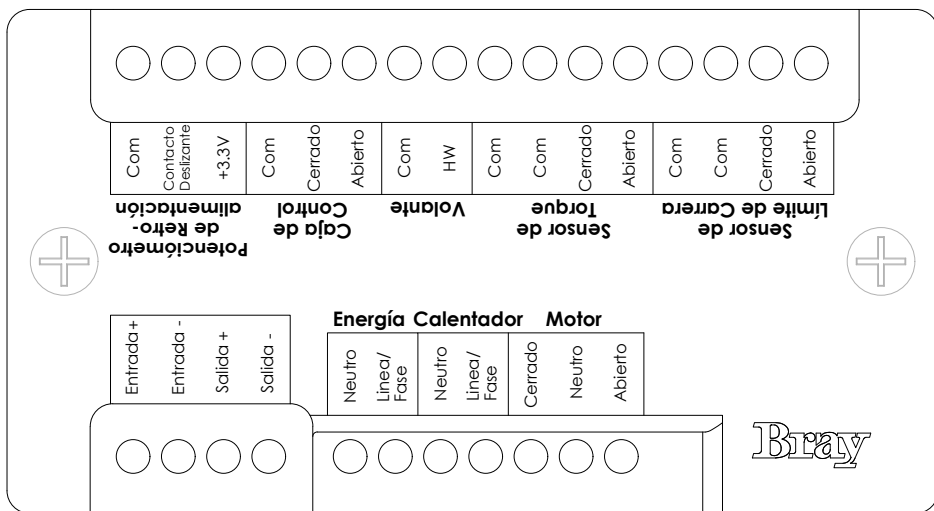 Com
Contacto
Deslizante
+3.3V
Com
Cerrado
Abierto
Com
HW
Com
Com
Cerrado
Abierto
Com
Com
Cerrado
Abierto
Potenciómetro
de Retro-
alimentación
Caja de
Control
Volante
Sensor de
Torque
Sensor de
Límite de Carrera
Entrada+
Entrada -
Salida +
Salida -
Energía
Neutro
Linea/
Fase
Calentador
Neutro
Linea/
Fase
Motor
Cerrado
Neutro
Abierto
Bray